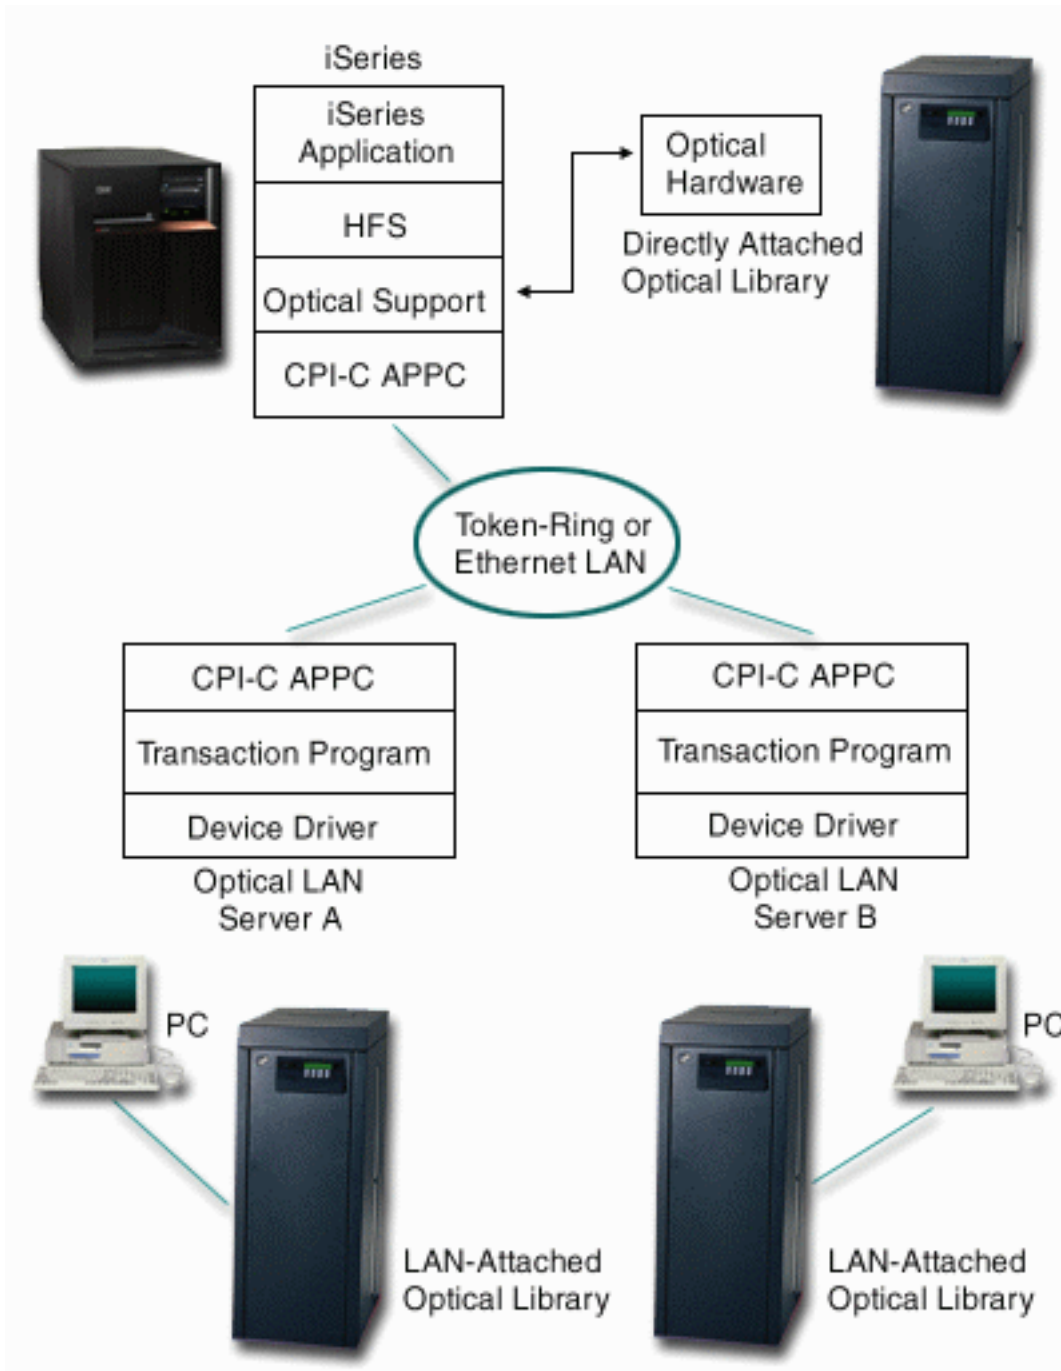 iSeries
iSeries
Application
HFS
Optical Support
CPI-C APPC
Optical
Hardware
Directly Attached
Optical Library
Token-Ring or
Ethernet LAN
CPI-C APPC
Transaction Program
Device Driver
Optical LAN
Server A
CPI-C APPC
Transaction Program
Device Driver
Optical LAN
Server B
PC
LAN-Attached
Optical Library
PC
LAN-Attached
Optical Library